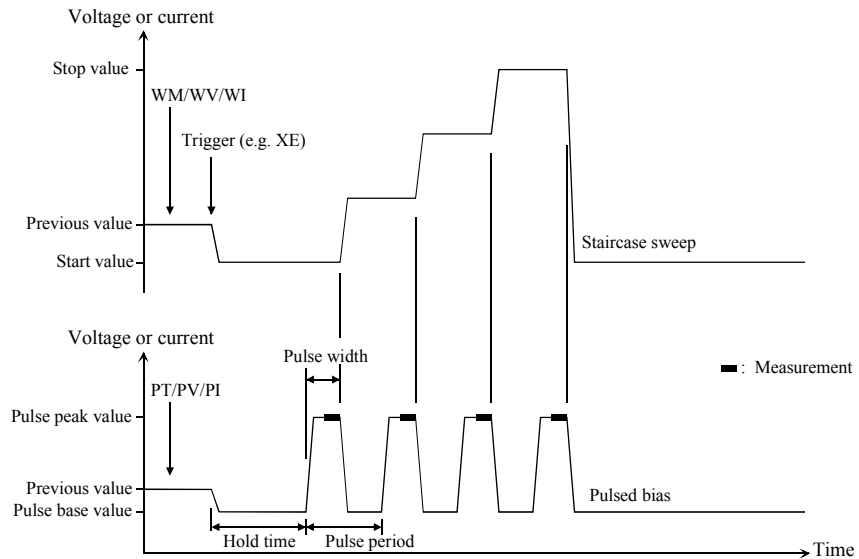 Voltage or current
Stop value
WM/WV/WI
Trigger (e.g. XE)
Previous value
Start value
Staircase sweep
Voltage or current
Pulse width
: Measurement
PT/PV/PI
Pulse peak value
Previous value
Pulse base value
Pulsed bias
Hold time
Pulse period
Time